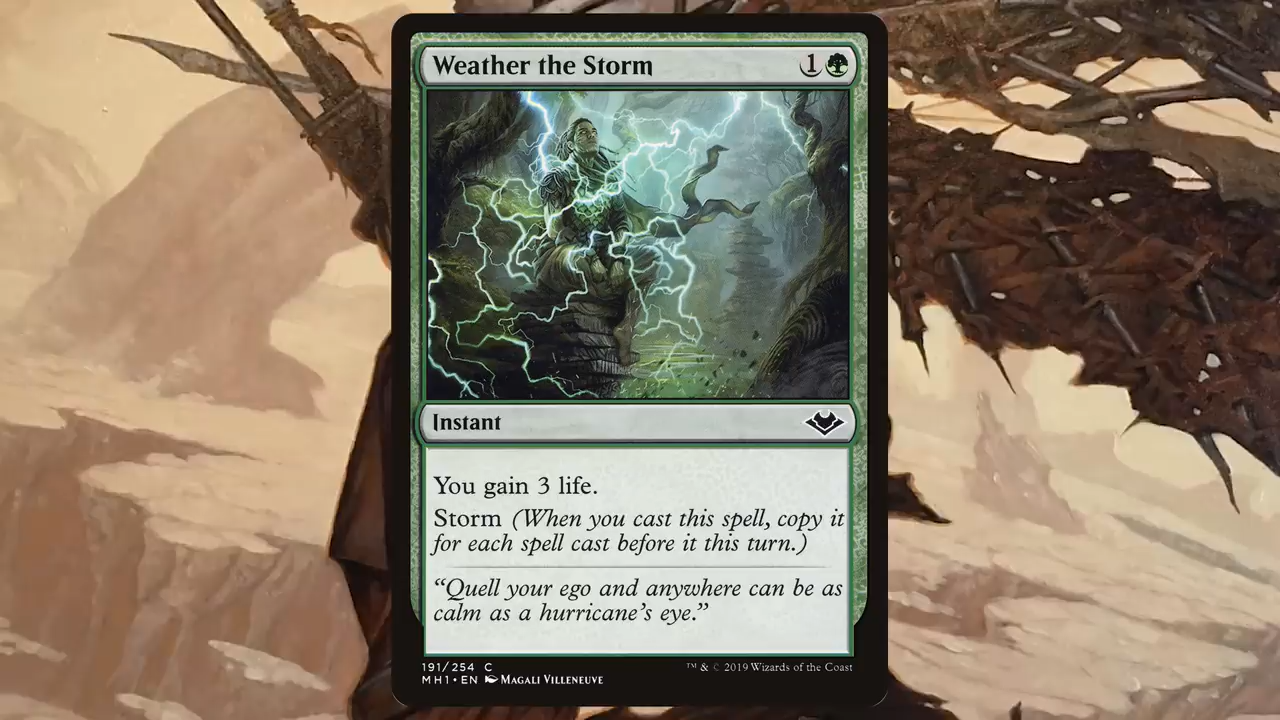 Weather the Storm 1
Instant
You gain 3 life.
Storm (When you cast this spell, copy it
for each spell cast before it this turn.)
“Quell your ego and anywhere can be as
calm as a hurricane’s eye.”
191/254 C
MH1•EN Magali Villeneuve
™ & © 2019 Wizards of the Coast